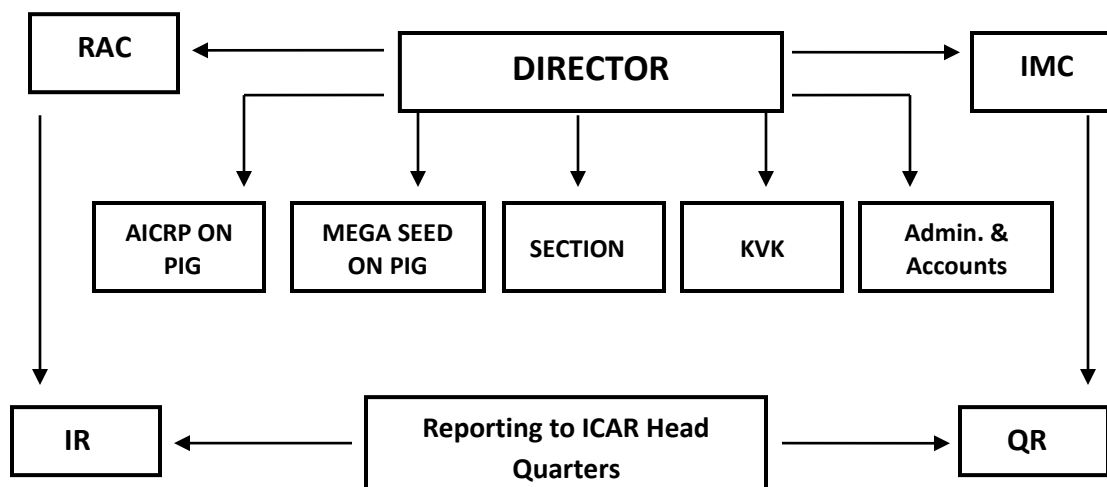 RAC
DIRECTOR
IMC
AICRP ON
PIG
MEGA SEED
ON PIG
SECTION
KVK
Admin. &
Accounts
IR
Reporting to ICAR Head
Quarters
QR